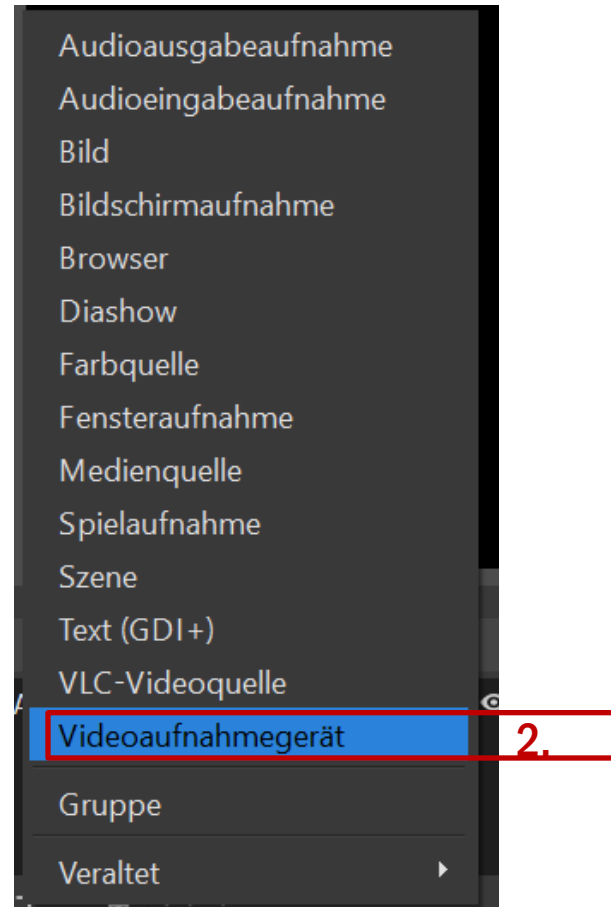 Audioausgabeaufnahme
Audioeingabeaufnahme
Bild
Bildschirmaufnahme
Browser
Diashow
Farbquelle
Fensteraufnahme
Medienquelle
Spielaufnahme
Szene
Text (GDI+)
VLC-Videoquelle
Videoaufnahmegerät 2.
Gruppe
Veraltet